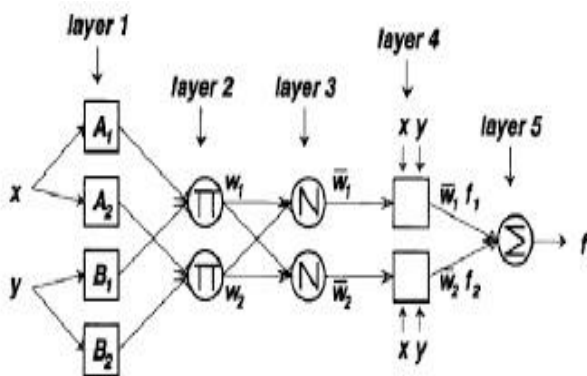 layer 1
layer 4
layer 2
layer 3
x y
layer 5
A₁
x
A₂
Π
w₁
N
w̅₁
w̅₁ f₁
Σ
f
y
B₁
Π
w₂
N
w̅₂
w̅₂ f₂
B₂
x y